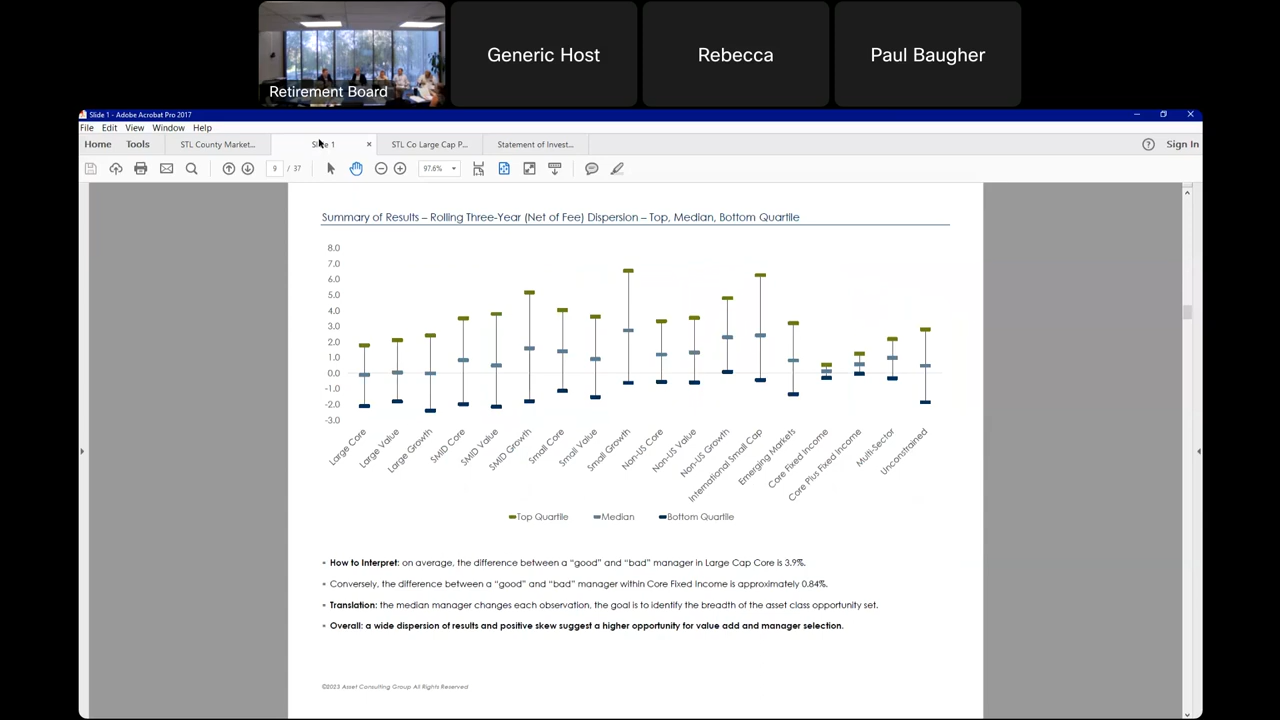 Retirement Board
Generic Host
Rebecca
Paul Baugher
Slide 1 - Adobe Acrobat Pro 2017
File Edit View Window Help
Home Tools STL County Market... 1 STL Co Large Cap P... Statement of Invest... Sign In
9 / 37 97.6%
Summary of Results – Rolling Three-Year (Net of Fee) Dispersion – Top, Median, Bottom Quartile
8.0
7.0
6.0
5.0
4.0
3.0
2.0
1.0
0.0
-1.0
-2.0
-3.0
Large Core
Large Value
Large Growth
SMID Core
SMID Value
SMID Growth
Small Core
Small Value
Small Growth
Non-US Core
Non-US Value
Non-US Growth
International Small Cap
Emerging Markets
Core Fixed Income
Core Plus Fixed Income
Multi-Sector
Unconstrained
Top Quartile Median Bottom Quartile
• How to Interpret: on average, the difference between a “good” and “bad” manager in Large Cap Core is 3.9%.
• Conversely, the difference between a “good” and “bad” manager within Core Fixed Income is approximately 0.84%.
• Translation: the median manager changes each observation, the goal is to identify the breadth of the asset class opportunity set.
• Overall: a wide dispersion of results and positive skew suggest a higher opportunity for value add and manager selection.
©2023 Asset Consulting Group All Rights Reserved